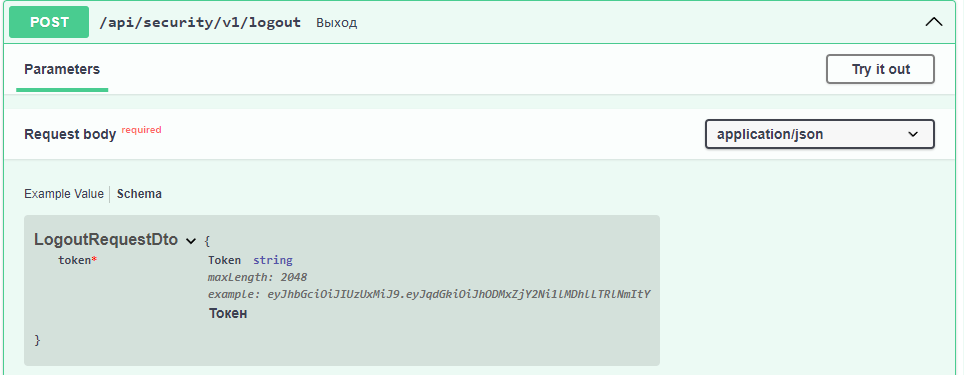 POST /api/security/v1/logout Выход
Parameters Try it out
Request body required application/json
Example Value Schema
LogoutRequestDto {
token* Token string
maxLength: 2048
example: eyJhbGciOiJIUzUxMiJ9.eyJqdGkiOiJhODMxZjY2Ni1lMDhlLTRlNmItY
Токен
}